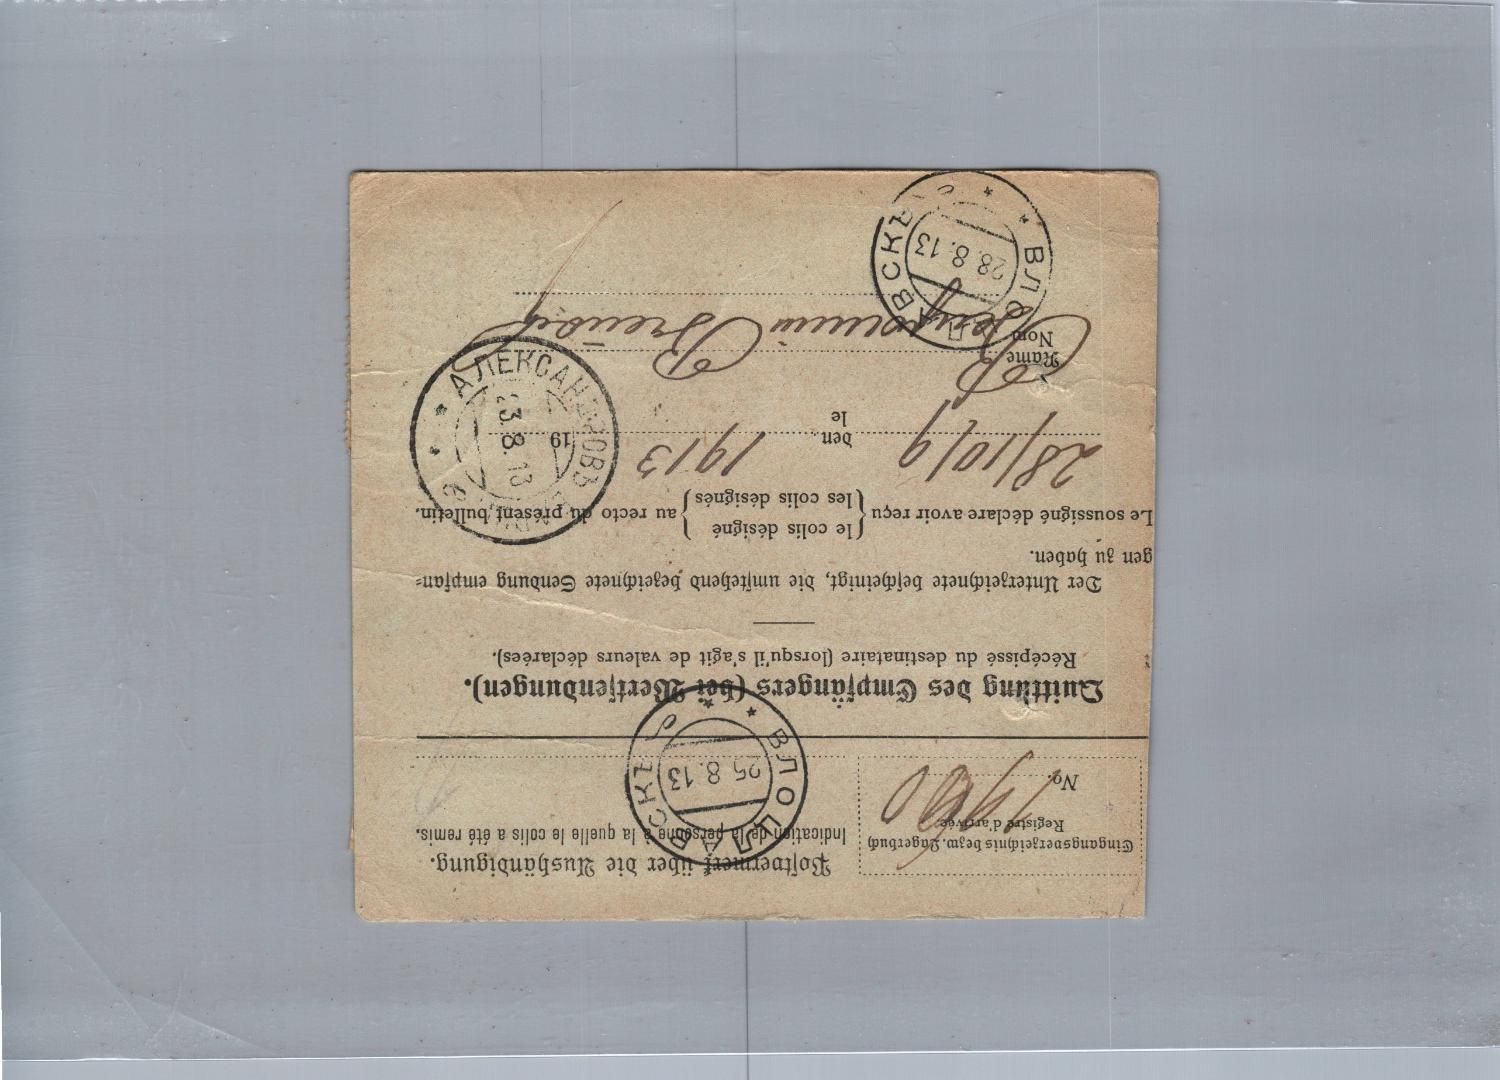 Eingangsverzeichnis bezw. Lagerbuch
Registre d'arrivée
No.
Postvermerk über die Aushändigung.
Indication de la personne à la quelle le colis a été remis.
ВЛОЦЛАВСКЪ
25.8.13
Quittung des Empfängers (bei Wertsendungen).
Récépissé du destinataire (lorsqu'il s'agit de valeurs déclarées).
Der Unterzeichnete bescheinigt, die umstehend bezeichnete Sendung empfan=
gen zu haben.
Le soussigné déclare avoir reçu { le colis désigné / les colis désignés } au recto du présent bulletin.
28/10/9 den le 1913
АЛЕКСАНДРОВЪ
19
23.8.13
Name
Nom
ВЛОЦЛАВСКЪ
28.8.13